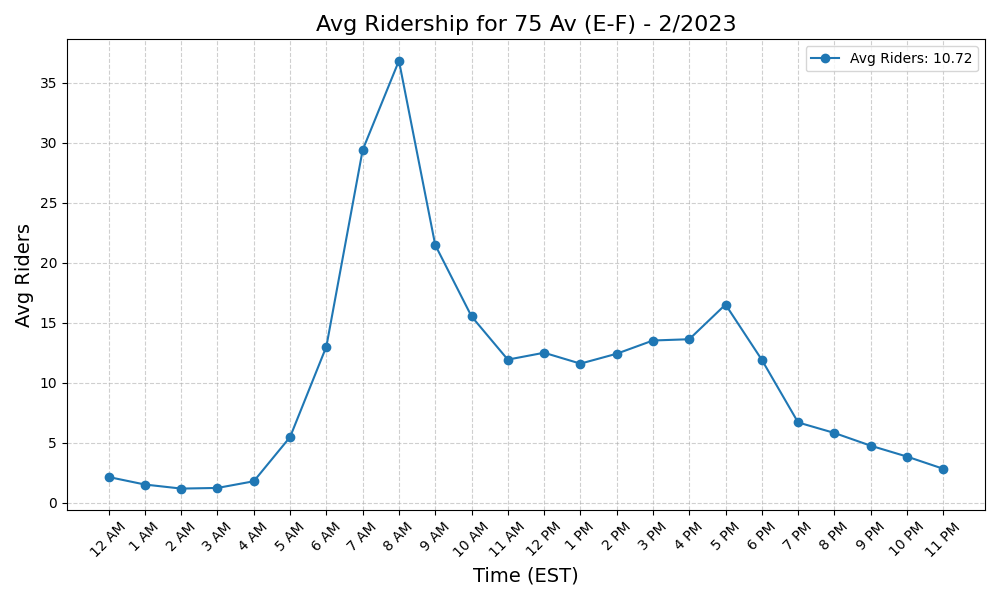 Avg Ridership for 75 Av (E-F) - 2/2023
Avg Riders: 10.72
Avg Riders
35
30
25
20
15
10
5
0
12 AM
1 AM
2 AM
3 AM
4 AM
5 AM
6 AM
7 AM
8 AM
9 AM
10 AM
11 AM
12 PM
1 PM
2 PM
3 PM
4 PM
5 PM
6 PM
7 PM
8 PM
9 PM
10 PM
11 PM
Time (EST)